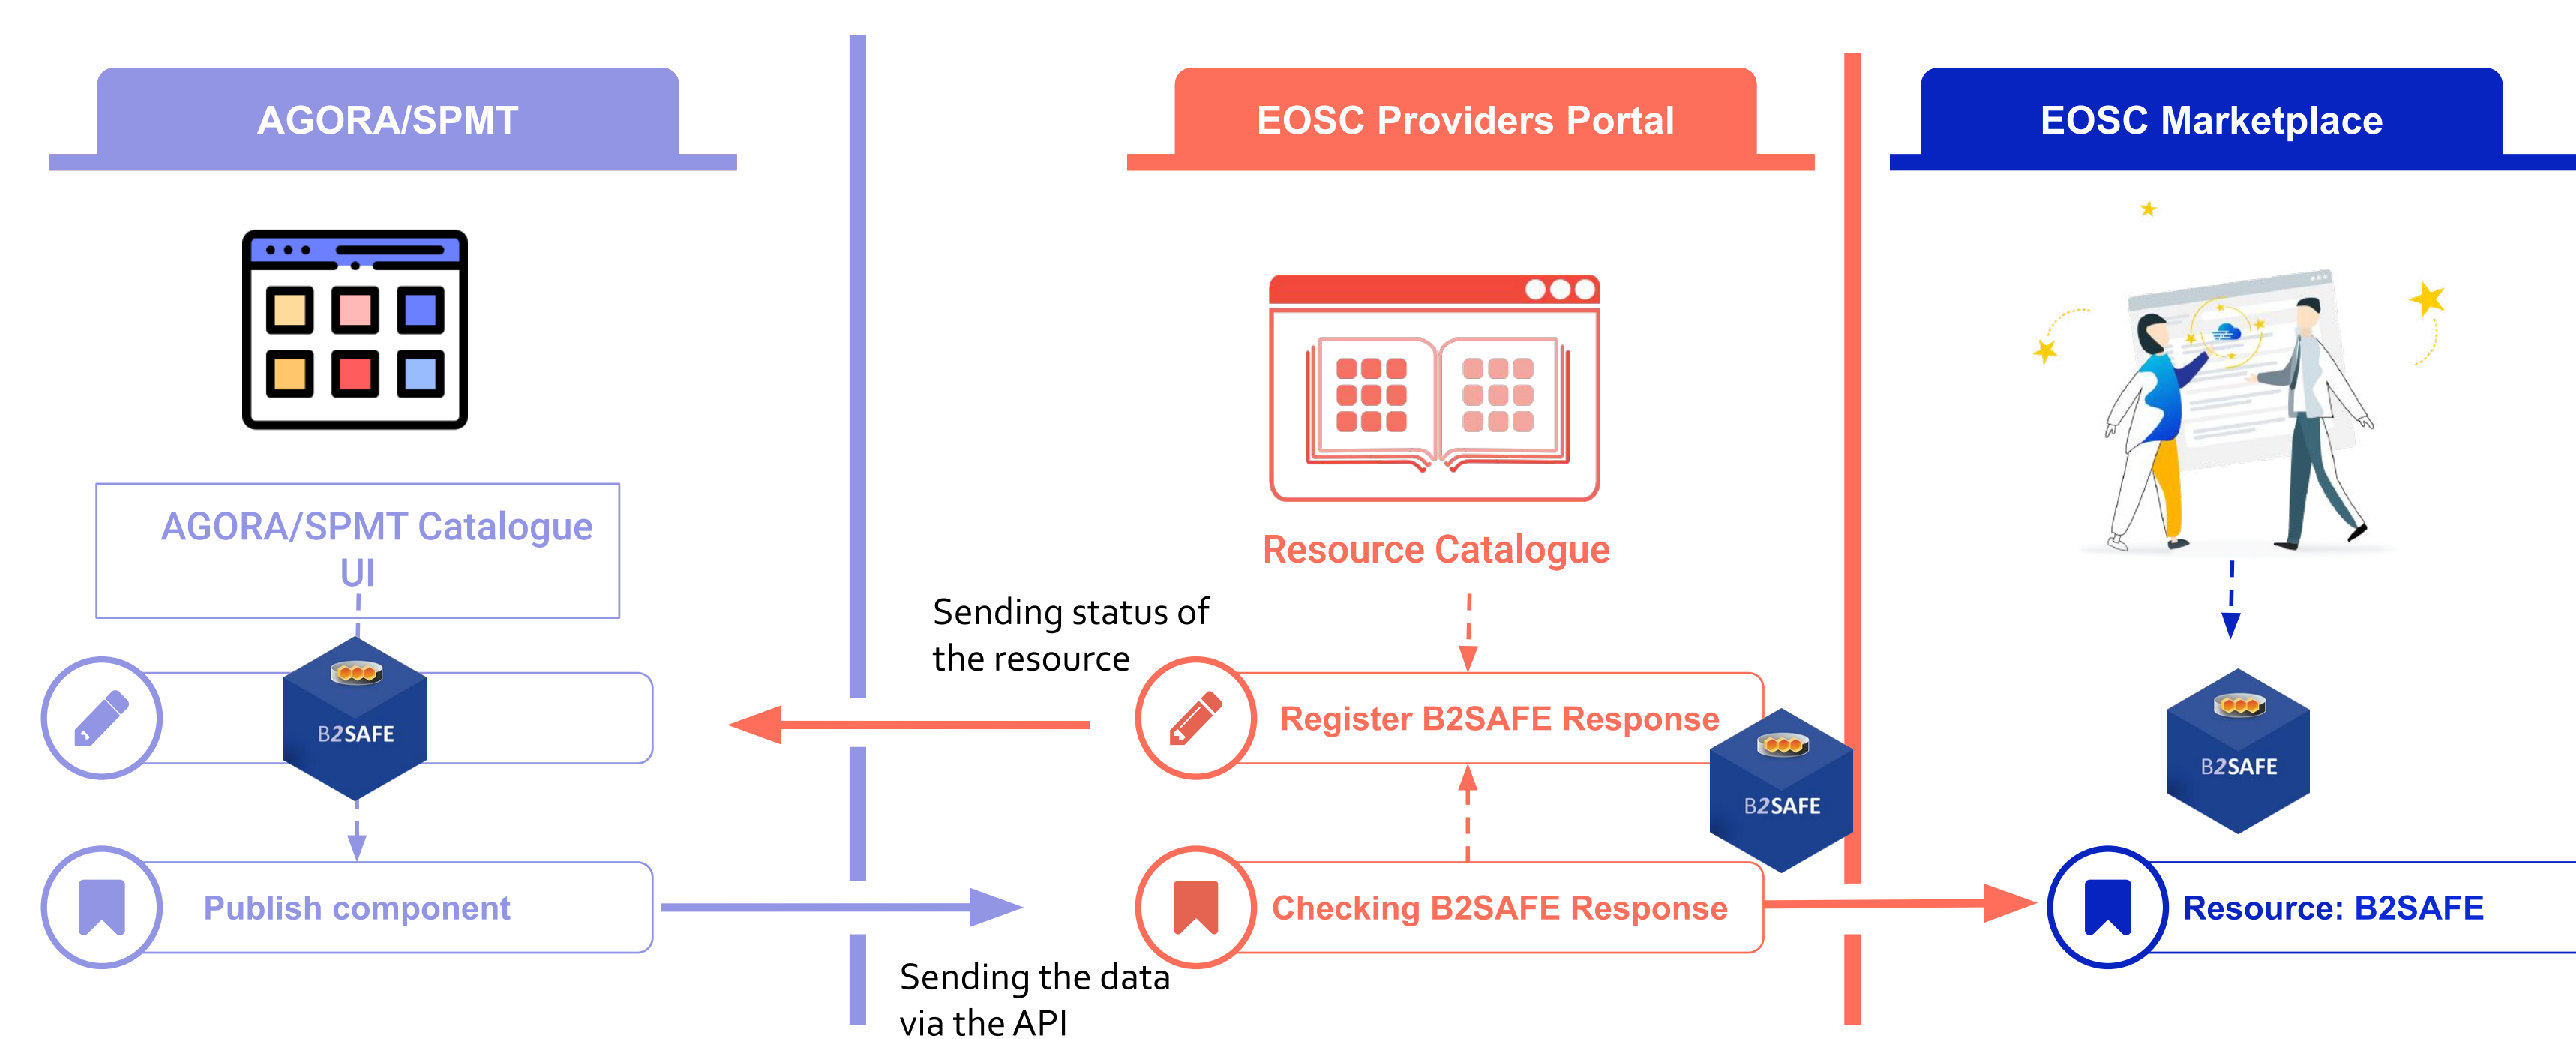 AGORA/SPMT
EOSC Providers Portal
EOSC Marketplace
AGORA/SPMT Catalogue
UI
Resource Catalogue
Sending status of
the resource
B2SAFE
Register B2SAFE Response
B2SAFE
B2SAFE
Publish component
Checking B2SAFE Response
Resource: B2SAFE
Sending the data
via the API